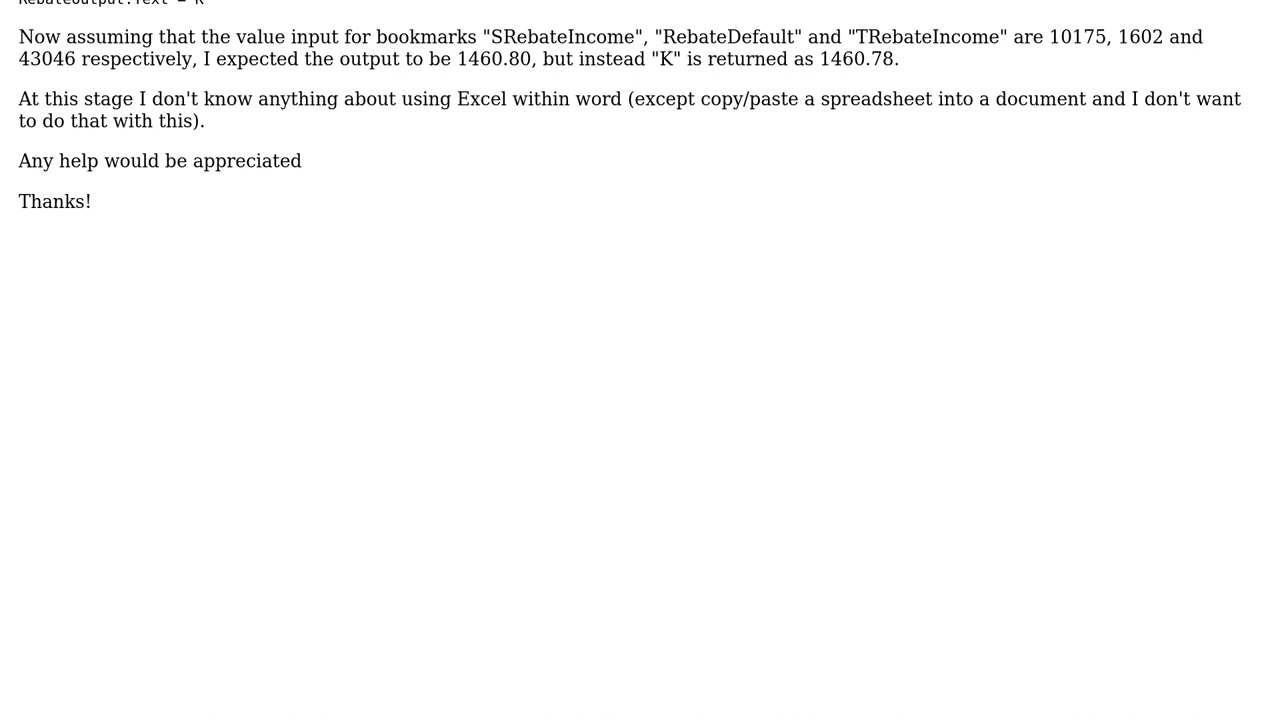 RebateOutput.Text = K
Now assuming that the value input for bookmarks "SRebateIncome", "RebateDefault" and "TRebateIncome" are 10175, 1602 and
43046 respectively, I expected the output to be 1460.80, but instead "K" is returned as 1460.78.
At this stage I don't know anything about using Excel within word (except copy/paste a spreadsheet into a document and I don't want
to do that with this).
Any help would be appreciated
Thanks!